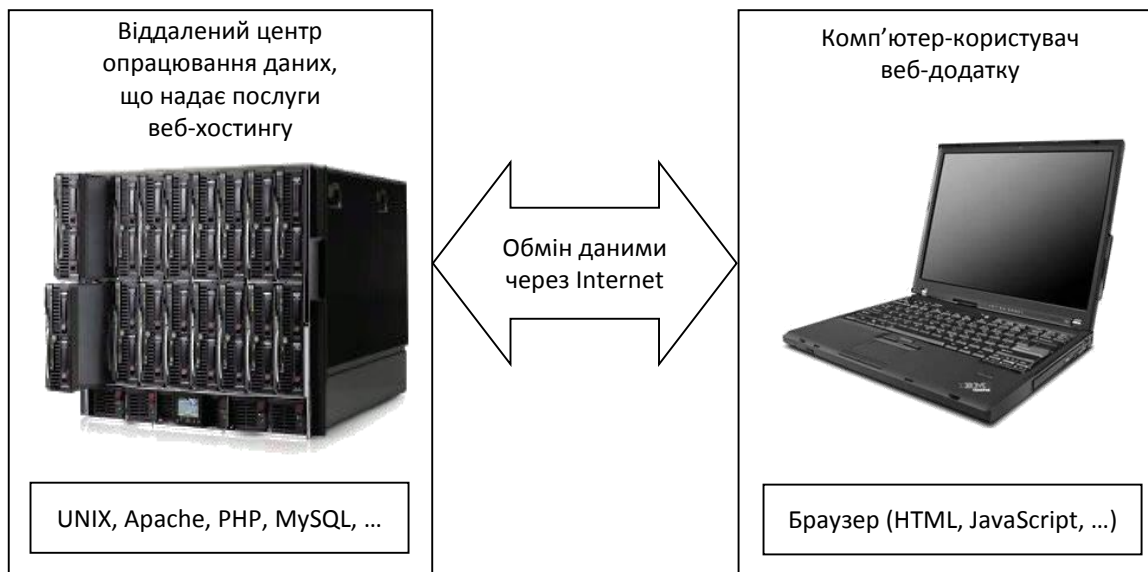 Віддалений центр
опрацювання даних,
що надає послуги
веб-хостингу
UNIX, Apache, PHP, MySQL, …
Обмін даними
через Internet
Комп’ютер-користувач
веб-додатку
Браузер (HTML, JavaScript, …)